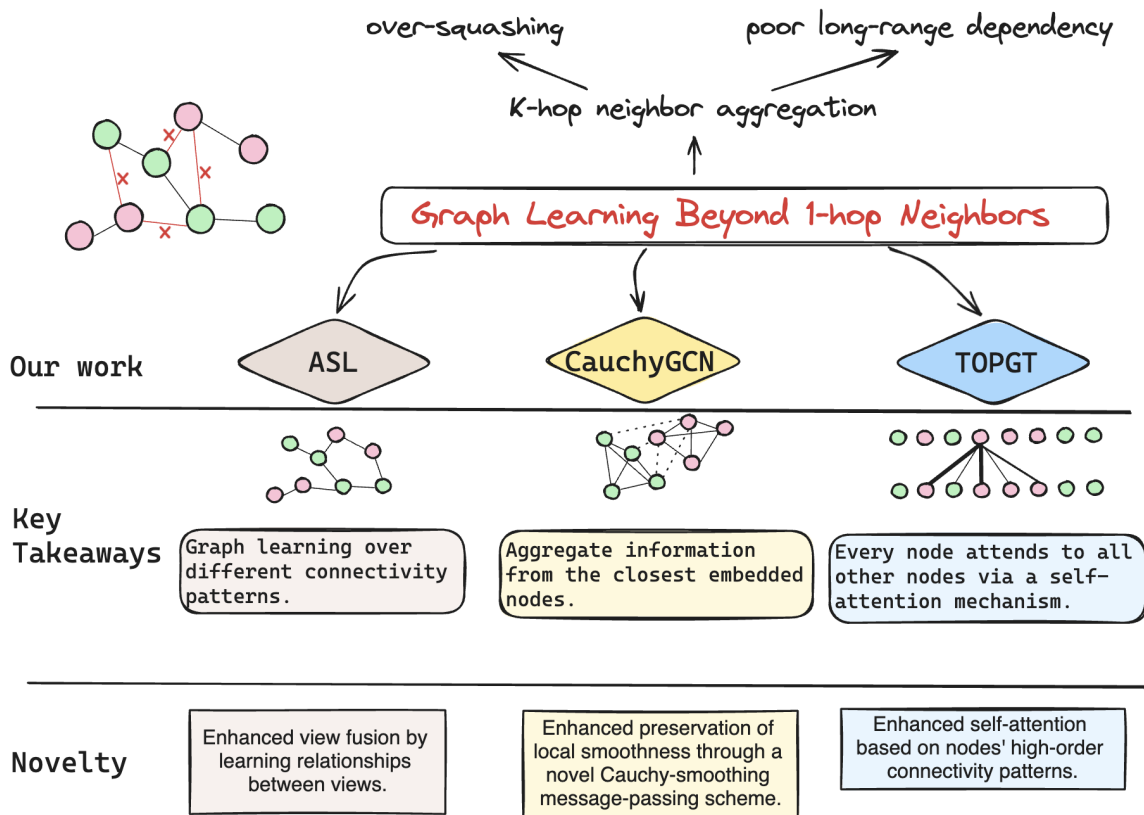 over-squashing
poor long-range dependency
K-hop neighbor aggregation
Graph Learning Beyond 1-hop Neighbors
Our work
ASL
CauchyGCN
TOPGT
Key
Takeaways
Graph learning over
different connectivity
patterns.
Aggregate information
from the closest embedded
nodes.
Every node attends to all
other nodes via a self-
attention mechanism.
Novelty
Enhanced view fusion by
learning relationships
between views.
Enhanced preservation of
local smoothness through a
novel Cauchy-smoothing
message-passing scheme.
Enhanced self-attention
based on nodes' high-order
connectivity patterns.